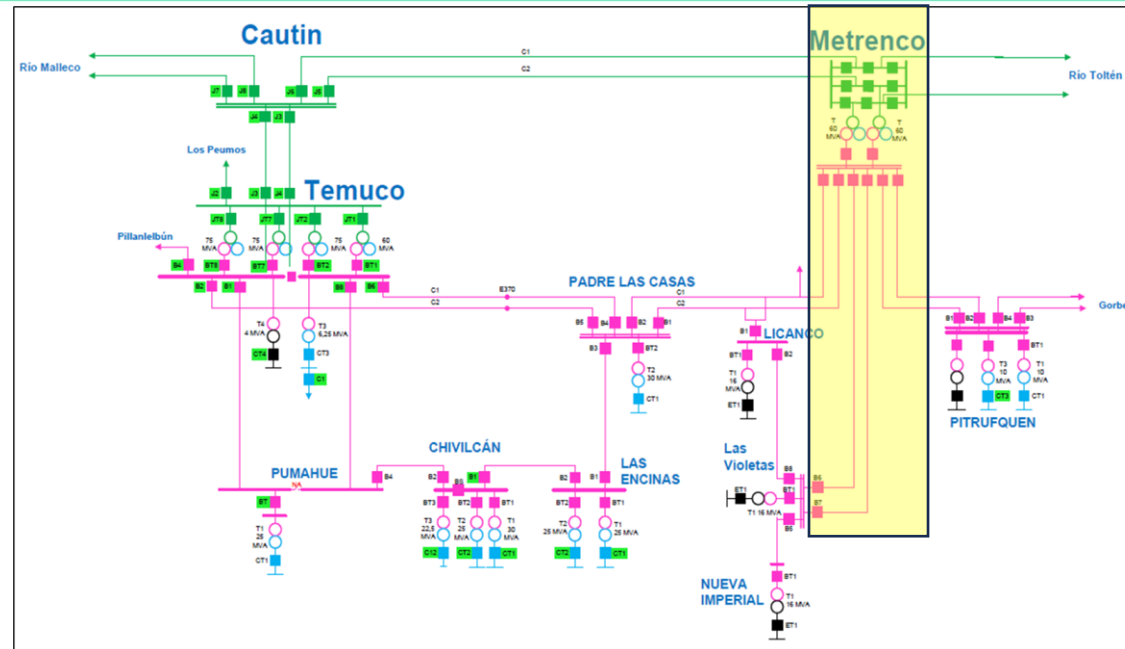 Cautin
Metrenco
C1
C2
Río Malleco
Río Toltén
J7
J8
J6
J5
J4
J3
T
60
MVA
T
60
MVA
Los Peumos
J2
J3
J4
Temuco
JT8
JT7
JT2
JT1
75
MVA
75
MVA
75
MVA
60
MVA
Pillanlelbún
B4
BT8
BT7
BT2
BT1
B2
B1
B8
B6
C1
E370
C2
PADRE LAS CASAS
C1
C2
B5
B4
B2
B1
B3
BT2
T2
30 MVA
CT1
B1
LICANCO
BT1
B2
T1
16
MVA
ET1
Gorbe
B1
B2
B4
B3
BT1
T3
10
MVA
T1
10
MVA
CT3
CT1
PITRUFQUEN
T4
4 MVA
CT4
T3
6,25 MVA
CT3
C1
PUMAHUE
NA
B4
BT
T1
25
MVA
CT1
CHIVILCÁN
B2
B1
BT3
BT2
BT1
T3
22,5
MVA
T2
25
MVA
T1
30
MVA
C12
CT2
CT1
LAS
ENCINAS
B2
B1
BT2
BT1
T2
25 MVA
T1
25 MVA
CT2
CT1
Las
Violetas
B8
B6
ET1
BT1
T1 16 MVA
B7
B5
NUEVA
IMPERIAL
BT1
T1
16 MVA
ET1